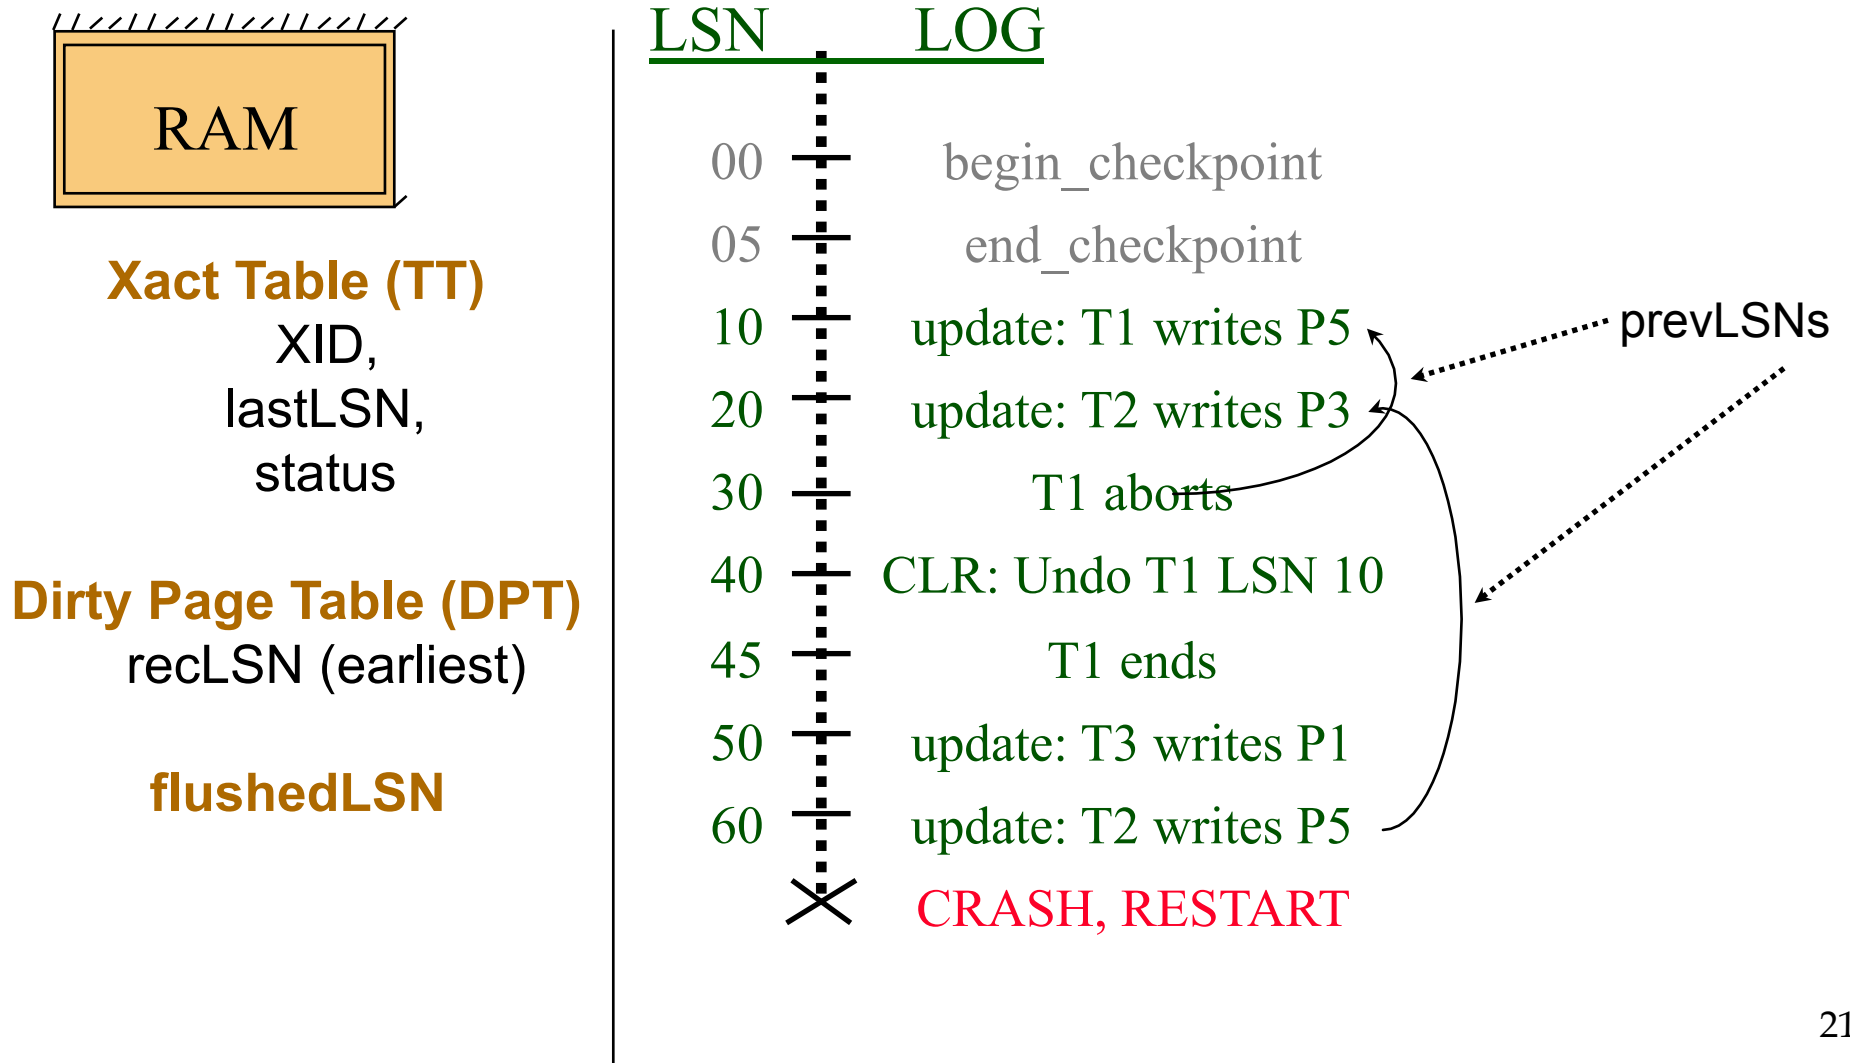 RAM
Xact Table (TT)
XID,
lastLSN,
status
Dirty Page Table (DPT)
recLSN (earliest)
flushedLSN
LSN LOG
00 begin_checkpoint
05 end_checkpoint
10 update: T1 writes P5
20 update: T2 writes P3
30 T1 aborts
40 CLR: Undo T1 LSN 10
45 T1 ends
50 update: T3 writes P1
60 update: T2 writes P5
CRASH, RESTART
prevLSNs
21